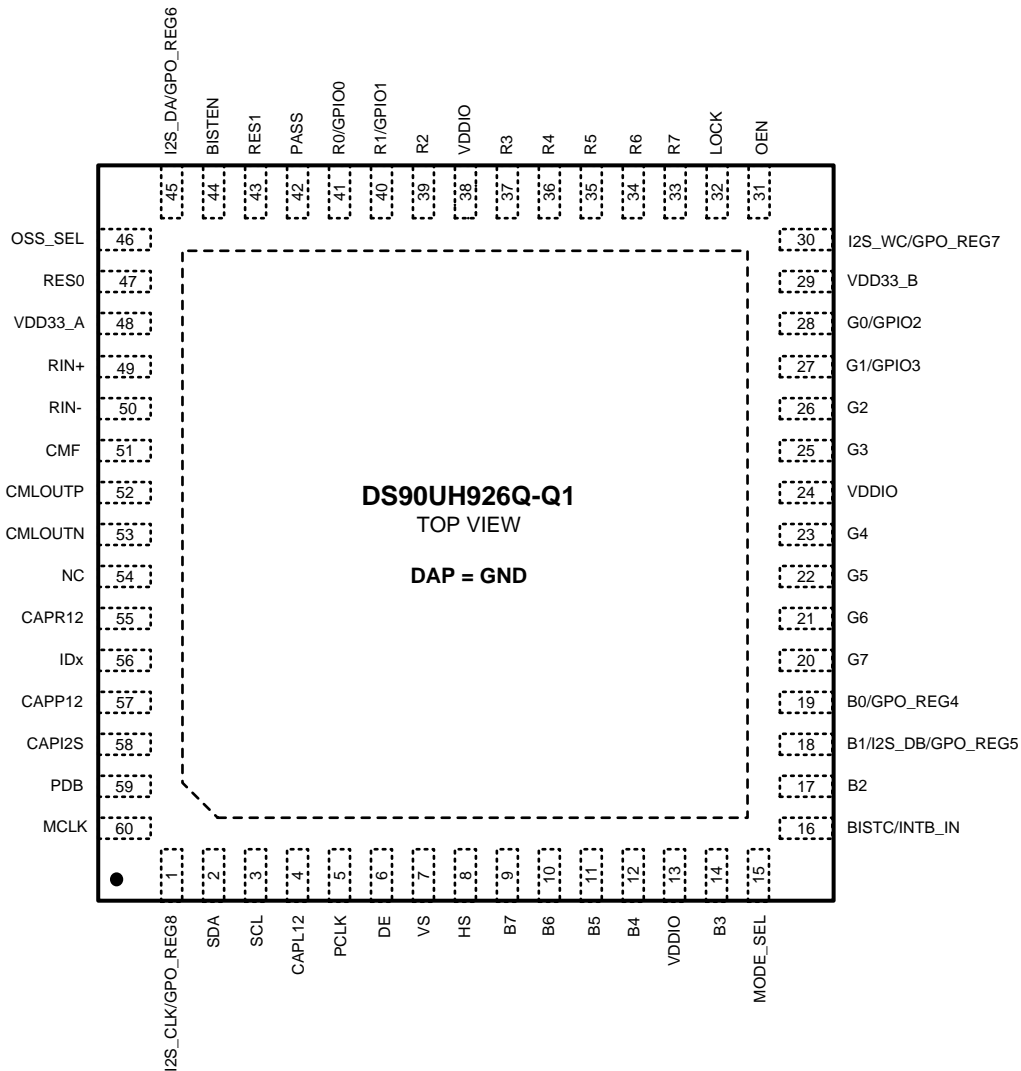 I2S_DA/GPO_REG6
BISTEN
RES1
PASS
R0/GPIO0
R1/GPIO1
R2
VDDIO
R3
R4
R5
R6
R7
LOCK
OEN
45
44
43
42
41
40
39
38
37
36
35
34
33
32
31
OSS_SEL 46
RES0 47
VDD33_A 48
RIN+ 49
RIN- 50
CMF 51
CMLOUTP 52
CMLOUTN 53
NC 54
CAPR12 55
IDx 56
CAPP12 57
CAPI2S 58
PDB 59
MCLK 60
DS90UH926Q-Q1
TOP VIEW
DAP = GND
30 I2S_WC/GPO_REG7
29 VDD33_B
28 G0/GPIO2
27 G1/GPIO3
26 G2
25 G3
24 VDDIO
23 G4
22 G5
21 G6
20 G7
19 B0/GPO_REG4
18 B1/I2S_DB/GPO_REG5
17 B2
16 BISTC/INTB_IN
1
2
3
4
5
6
7
8
9
10
11
12
13
14
15
I2S_CLK/GPO_REG8
SDA
SCL
CAPL12
PCLK
DE
VS
HS
B7
B6
B5
B4
VDDIO
B3
MODE_SEL